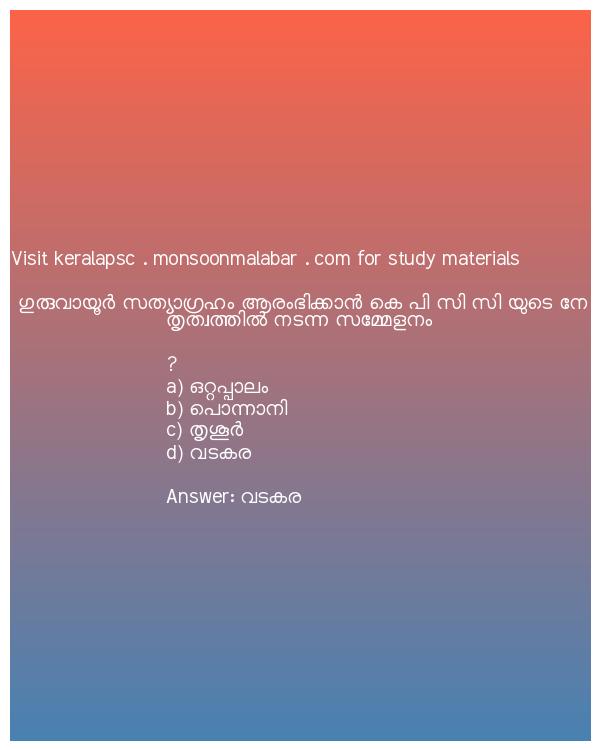 Visit keralapsc . monsoonmalabar . com for study materials
ഗുരുവായൂർ സത്യാഗ്രഹം ആരംഭിക്കാൻ കെ പി സി സി യുടെ നേ
തൃത്വത്തിൽ നടന്ന സമ്മേളനം
?
a) ഒറ്റപ്പാലം
b) പൊന്നാനി
c) തൃശൂർ
d) വടകര
Answer: വടകര